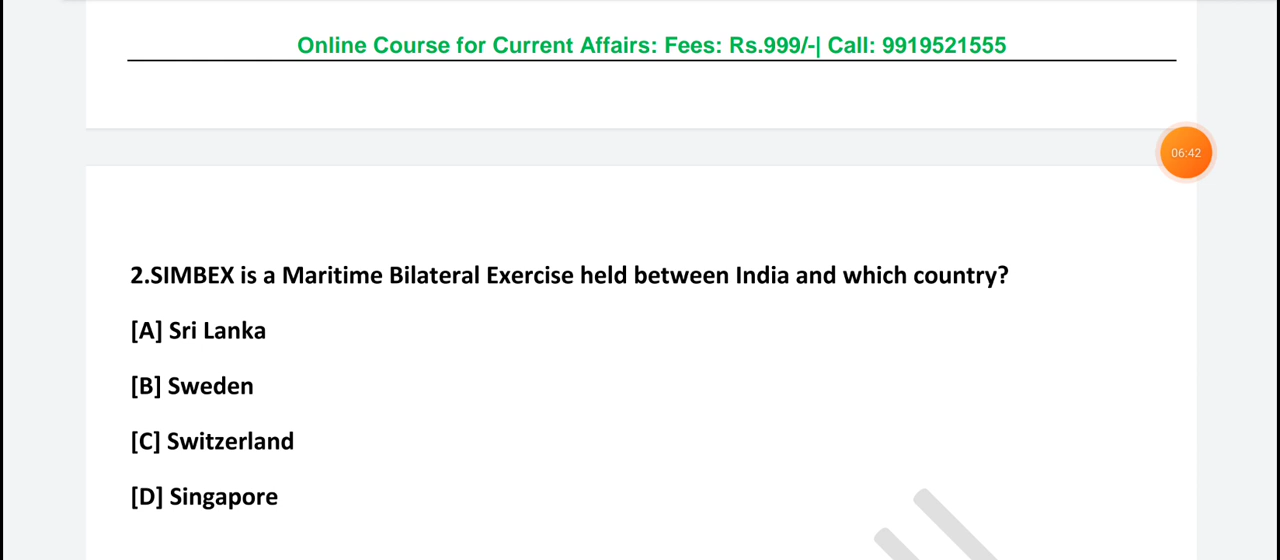 Online Course for Current Affairs: Fees: Rs.999/-| Call: 9919521555
06:42
2.SIMBEX is a Maritime Bilateral Exercise held between India and which country?
[A] Sri Lanka
[B] Sweden
[C] Switzerland
[D] Singapore